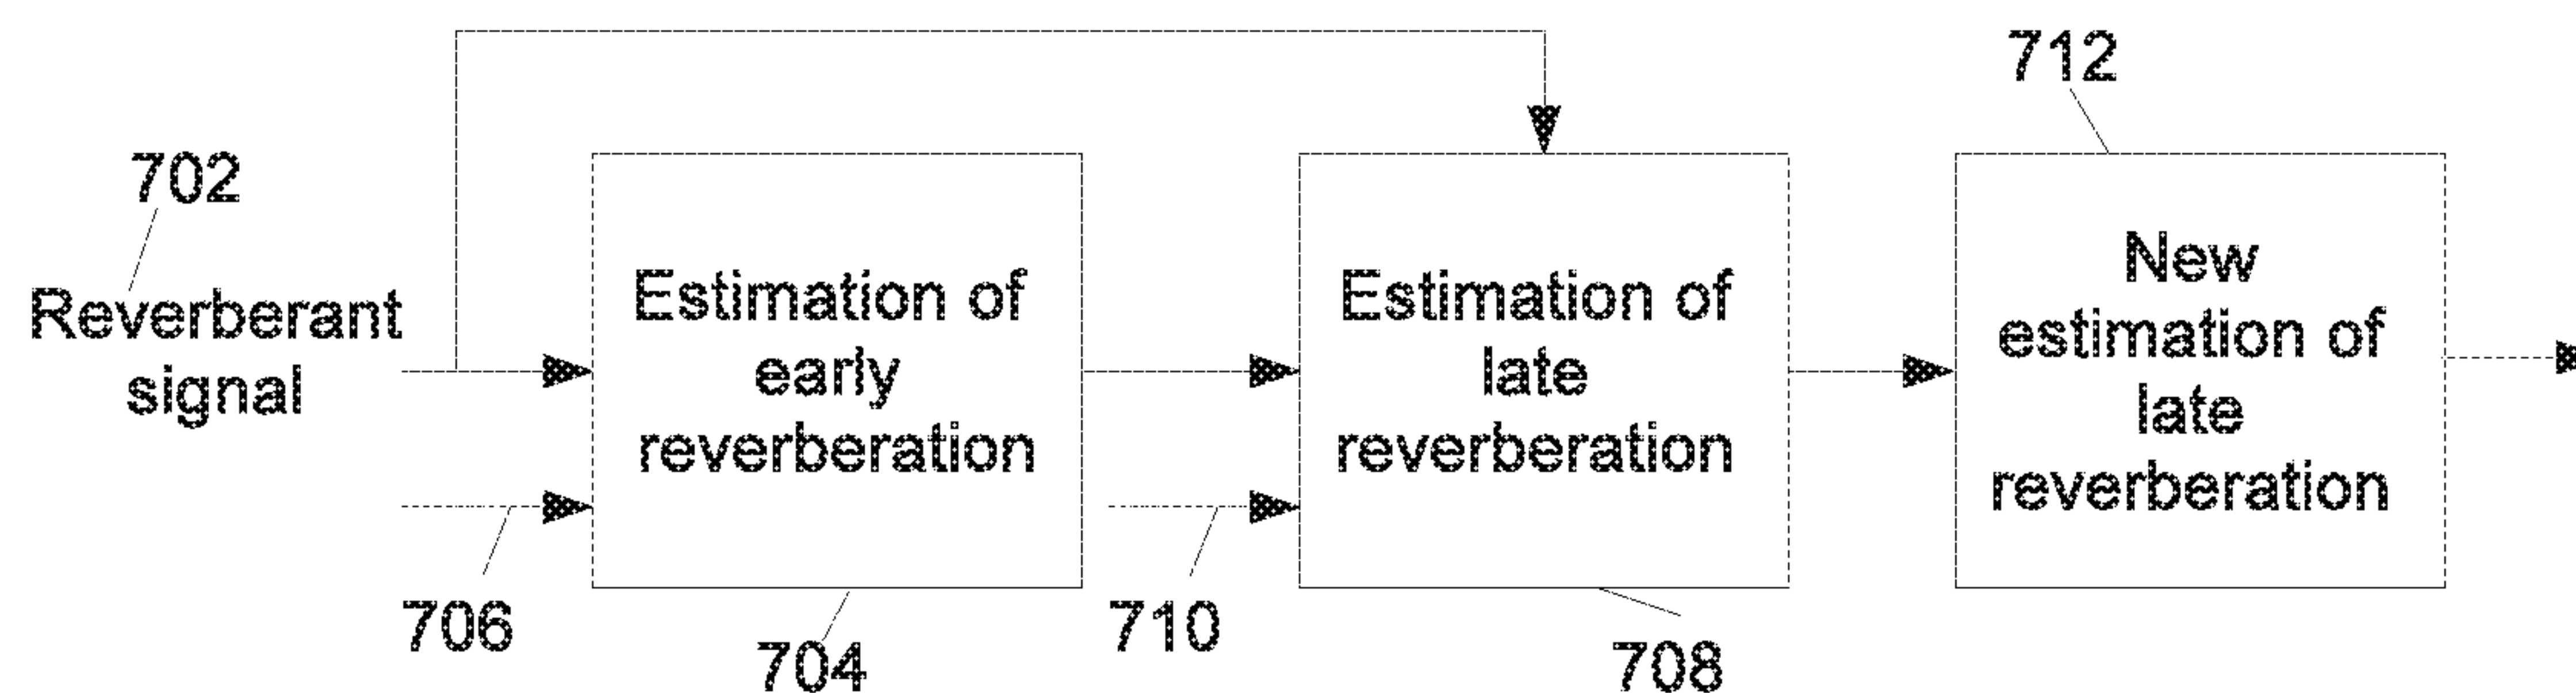 712
702
Reverberant
signal
Estimation of
early
reverberation
Estimation of
late
reverberation
New
estimation of
late
reverberation
706
704
710
708